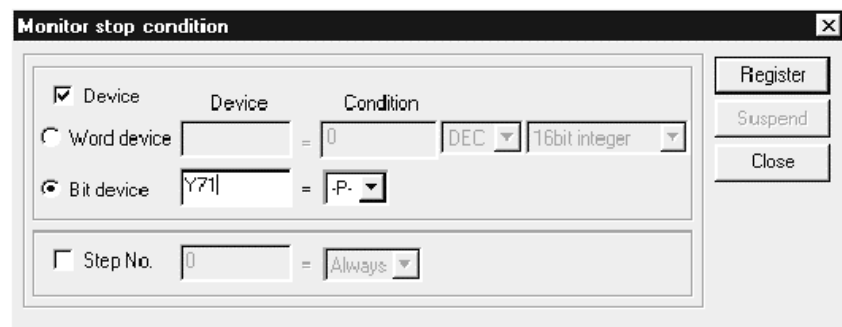 Monitor stop condition
Register
Device Device Condition
Suspend
Word device = 0 DEC 16bit integer
Close
Bit device Y71 = -P-
Step No. 0 = Always